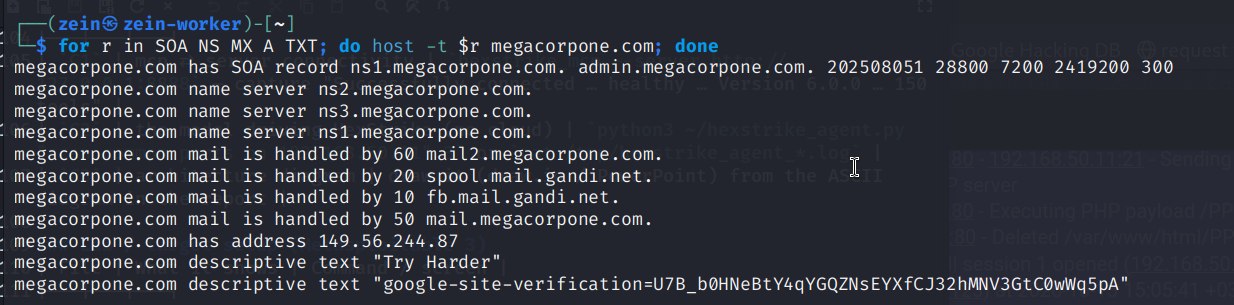 ┌──(zein㉿zein-worker)-[~]
└─$ for r in SOA NS MX A TXT; do host -t $r megacorpone.com; done
megacorpone.com has SOA record ns1.megacorpone.com. admin.megacorpone.com. 202508051 28800 7200 2419200 300
megacorpone.com name server ns2.megacorpone.com.
megacorpone.com name server ns3.megacorpone.com.
megacorpone.com name server ns1.megacorpone.com.
megacorpone.com mail is handled by 60 mail2.megacorpone.com.
megacorpone.com mail is handled by 20 spool.mail.gandi.net.
megacorpone.com mail is handled by 10 fb.mail.gandi.net.
megacorpone.com mail is handled by 50 mail.megacorpone.com.
megacorpone.com has address 149.56.244.87
megacorpone.com descriptive text "Try Harder"
megacorpone.com descriptive text "google-site-verification=U7B_b0HNeBtY4qYGQZNsEYXfCJ32hMNV3GtC0wWq5pA"